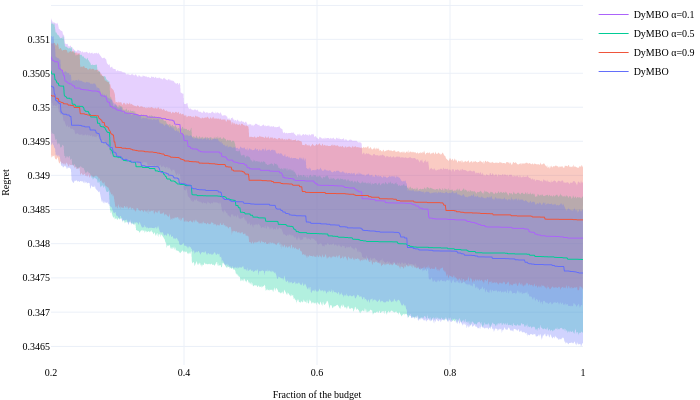 DyMBO α=0.1
DyMBO α=0.5
DyMBO α=0.9
DyMBO
Regret
0.351
0.3505
0.35
0.3495
0.349
0.3485
0.348
0.3475
0.347
0.3465
0.2
0.4
0.6
0.8
1
Fraction of the budget